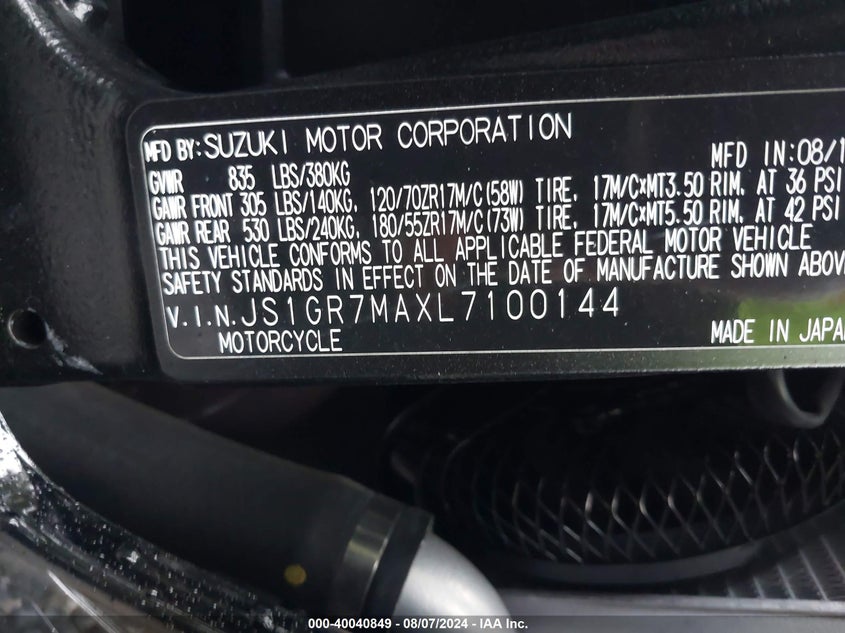 MFD BY: SUZUKI MOTOR CORPORATION MFD IN: 08/1
GVWR 835 LBS/380KG
GAWR FRONT 305 LBS/140KG, 120/70ZR17M/C(58W) TIRE, 17M/C×MT3.50 RIM, AT 36 PSI
GAWR REAR 530 LBS/240KG, 180/55ZR17M/C(73W) TIRE, 17M/C×MT5.50 RIM, AT 42 PSI
THIS VEHICLE CONFORMS TO ALL APPLICABLE FEDERAL MOTOR VEHICLE
SAFETY STANDARDS IN EFFECT ON THE DATE OF MANUFACTURE SHOWN ABOV
V.I.N. JS1GR7MAXL7100144
MOTORCYCLE MADE IN JAPA
000-40040849 — 08/07/2024 — IAA Inc.